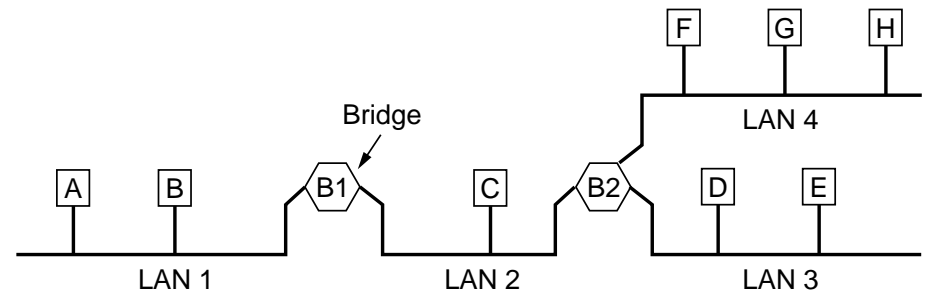 F G H
LAN 4
Bridge
A B B1 C B2 D E
LAN 1 LAN 2 LAN 3